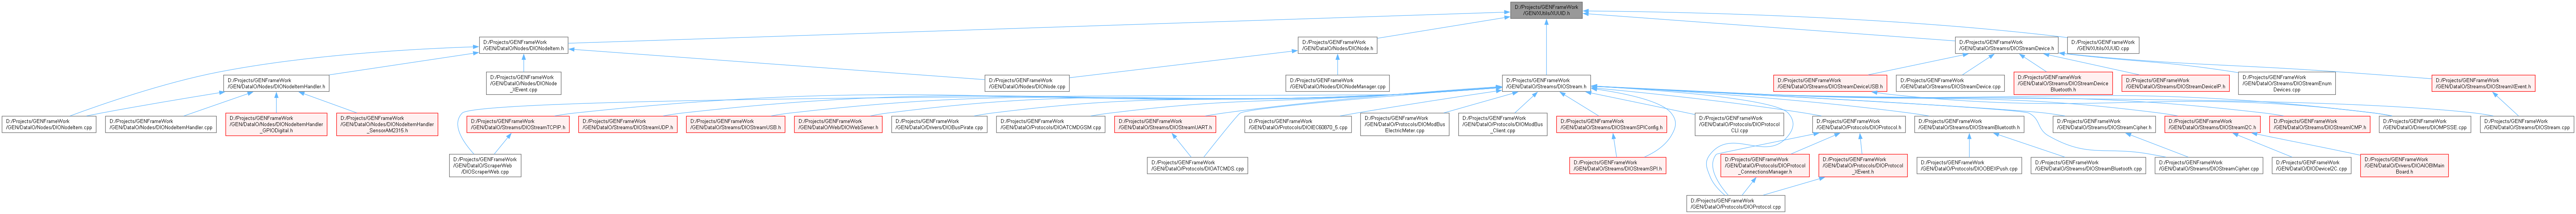 D:/Projects/GENFrameWork
/GEN/XUtils/XUUID.h
D:/Projects/GENFrameWork
/GEN/DataIO/Nodes/DIONodeItem.h
D:/Projects/GENFrameWork
/GEN/DataIO/Nodes/DIONode.h
D:/Projects/GENFrameWork
/GEN/DataIO/Streams/DIOStreamDevice.h
D:/Projects/GENFrameWork
/GEN/XUtils/XUUID.cpp
D:/Projects/GENFrameWork
/GEN/DataIO/Nodes/DIONodeItemHandler.h
D:/Projects/GENFrameWork
/GEN/DataIO/Nodes/DIONode
_XEvent.cpp
D:/Projects/GENFrameWork
/GEN/DataIO/Nodes/DIONode.cpp
D:/Projects/GENFrameWork
/GEN/DataIO/Nodes/DIONodeManager.cpp
D:/Projects/GENFrameWork
/GEN/DataIO/Streams/DIOStream.h
D:/Projects/GENFrameWork
/GEN/DataIO/Streams/DIOStreamDeviceUSB.h
D:/Projects/GENFrameWork
/GEN/DataIO/Streams/DIOStreamDevice.cpp
D:/Projects/GENFrameWork
/GEN/DataIO/Streams/DIOStreamDevice
Bluetooth.h
D:/Projects/GENFrameWork
/GEN/DataIO/Streams/DIOStreamDeviceIP.h
D:/Projects/GENFrameWork
/GEN/DataIO/Streams/DIOStreamEnum
Devices.cpp
D:/Projects/GENFrameWork
/GEN/DataIO/Streams/DIOStreamXEvent.h
D:/Projects/GENFrameWork
/GEN/DataIO/Nodes/DIONodeItem.cpp
D:/Projects/GENFrameWork
/GEN/DataIO/Nodes/DIONodeItemHandler.cpp
D:/Projects/GENFrameWork
/GEN/DataIO/Nodes/DIONodeItemHandler
_GPIODigital.h
D:/Projects/GENFrameWork
/GEN/DataIO/Nodes/DIONodeItemHandler
_SensorAM2315.h
D:/Projects/GENFrameWork
/GEN/DataIO/Streams/DIOStreamTCPIP.h
D:/Projects/GENFrameWork
/GEN/DataIO/Streams/DIOStreamUDP.h
D:/Projects/GENFrameWork
/GEN/DataIO/Streams/DIOStreamUSB.h
D:/Projects/GENFrameWork
/GEN/DataIO/Web/DIOWebServer.h
D:/Projects/GENFrameWork
/GEN/DataIO/Drivers/DIOBusPirate.cpp
D:/Projects/GENFrameWork
/GEN/DataIO/Protocols/DIOATCMDGSM.cpp
D:/Projects/GENFrameWork
/GEN/DataIO/Streams/DIOStreamUART.h
D:/Projects/GENFrameWork
/GEN/DataIO/Protocols/DIOIEC60870_5.cpp
D:/Projects/GENFrameWork
/GEN/DataIO/Protocols/DIOModBus
ElectricMeter.cpp
D:/Projects/GENFrameWork
/GEN/DataIO/Protocols/DIOModBus
_Client.cpp
D:/Projects/GENFrameWork
/GEN/DataIO/Streams/DIOStreamSPIConfig.h
D:/Projects/GENFrameWork
/GEN/DataIO/Protocols/DIOProtocol
CLI.cpp
D:/Projects/GENFrameWork
/GEN/DataIO/Protocols/DIOProtocol.h
D:/Projects/GENFrameWork
/GEN/DataIO/Streams/DIOStreamBluetooth.h
D:/Projects/GENFrameWork
/GEN/DataIO/Streams/DIOStreamCipher.h
D:/Projects/GENFrameWork
/GEN/DataIO/Streams/DIOStreamI2C.h
D:/Projects/GENFrameWork
/GEN/DataIO/Streams/DIOStreamICMP.h
D:/Projects/GENFrameWork
/GEN/DataIO/Drivers/DIOMPSSE.cpp
D:/Projects/GENFrameWork
/GEN/DataIO/Streams/DIOStream.cpp
D:/Projects/GENFrameWork
/GEN/DataIO/ScraperWeb
/DIOScraperWeb.cpp
D:/Projects/GENFrameWork
/GEN/DataIO/Protocols/DIOATCMDS.cpp
D:/Projects/GENFrameWork
/GEN/DataIO/Streams/DIOStreamSPI.h
D:/Projects/GENFrameWork
/GEN/DataIO/Protocols/DIOProtocol
_ConnectionsManager.h
D:/Projects/GENFrameWork
/GEN/DataIO/Protocols/DIOProtocol
_XEvent.h
D:/Projects/GENFrameWork
/GEN/DataIO/Protocols/DIOOBEXPush.cpp
D:/Projects/GENFrameWork
/GEN/DataIO/Streams/DIOStreamBluetooth.cpp
D:/Projects/GENFrameWork
/GEN/DataIO/Streams/DIOStreamCipher.cpp
D:/Projects/GENFrameWork
/GEN/DataIO/DIODeviceI2C.cpp
D:/Projects/GENFrameWork
/GEN/DataIO/Drivers/DIOAIOBIMain
Board.h
D:/Projects/GENFrameWork
/GEN/DataIO/Protocols/DIOProtocol.cpp